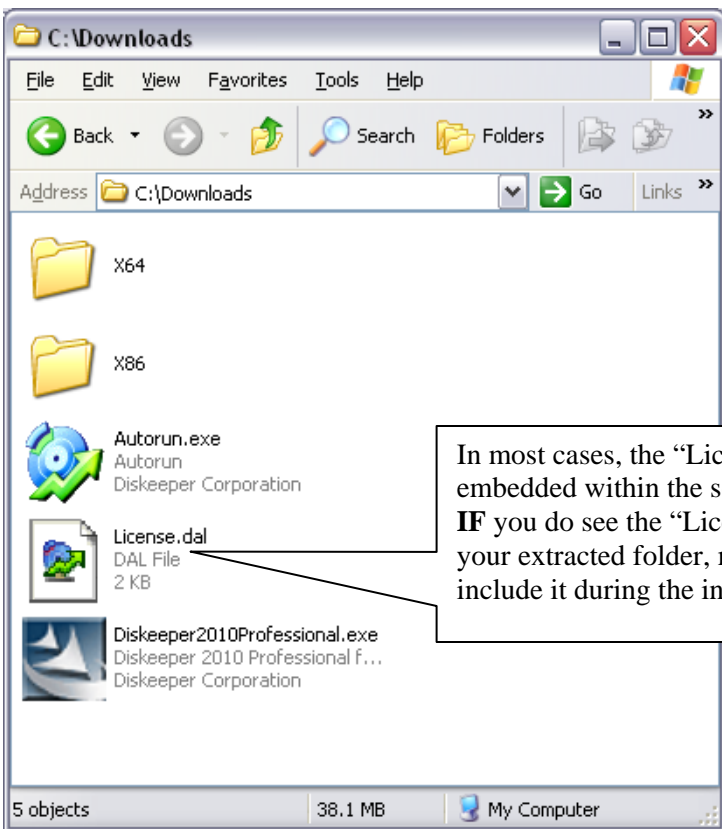 C:\Downloads
File Edit View Favorites Tools Help
Back Search Folders »
Address C:\Downloads Go Links »
X64
X86
Autorun.exe
Autorun
Diskeeper Corporation
License.dal
DAL File
2 KB
Diskeeper2010Professional.exe
Diskeeper 2010 Professional f...
Diskeeper Corporation
In most cases, the “Lic
embedded within the s
IF you do see the “Lic
your extracted folder,
include it during the in
5 objects 38.1 MB My Computer